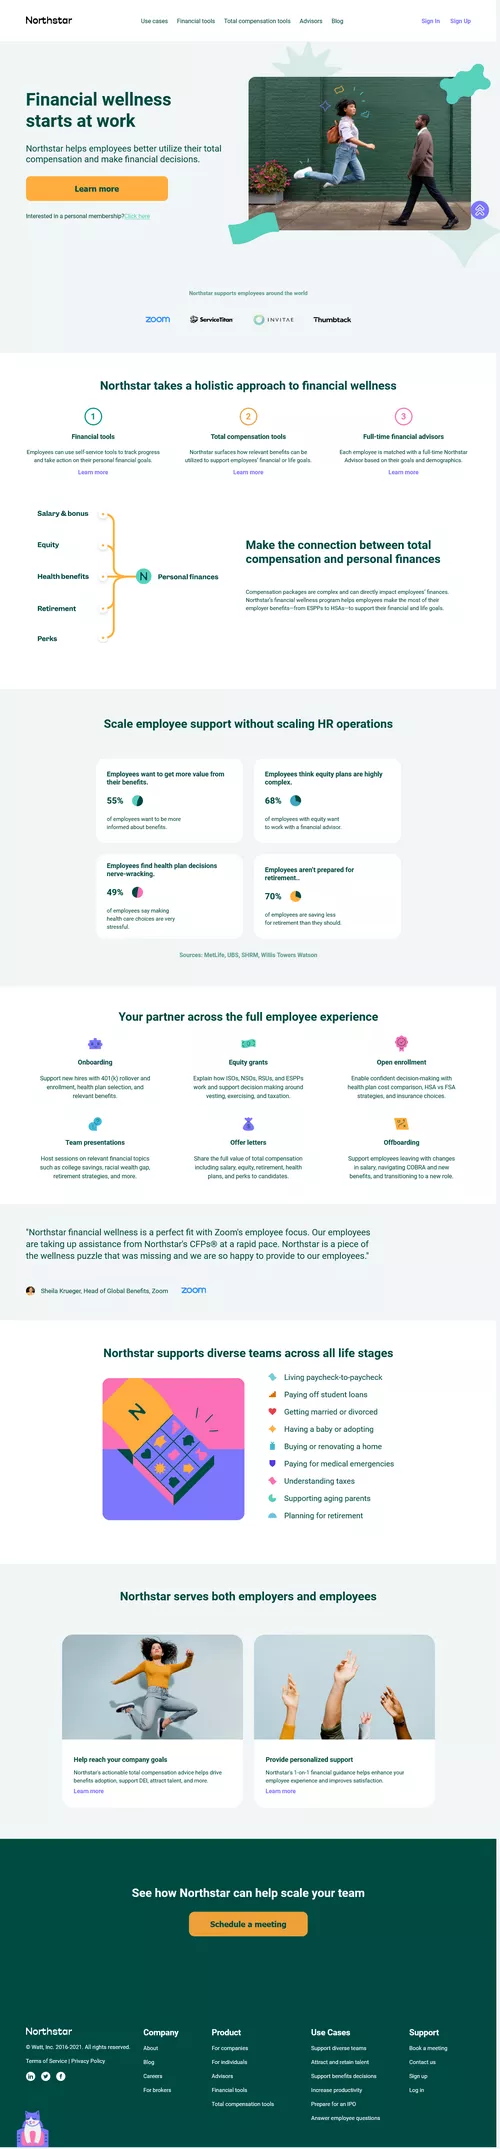 Northstar
Use cases Financial tools Total compensation tools Advisors Blog
Sign In Sign Up
Financial wellness
starts at work
Northstar helps employees better utilize their total
compensation and make financial decisions.
Learn more
Interested in a personal membership?Click here
Northstar supports employees around the world
zoom
ServiceTitan
INVITAE
Thumbtack
Northstar takes a holistic approach to financial wellness
1
Financial tools
Employees can use self-service tools to track progress
and take action on their personal financial goals.
Learn more
2
Total compensation tools
Northstar surfaces how relevant benefits can be
utilized to support employees' financial or life goals.
Learn more
3
Full-time financial advisors
Each employee is matched with a full-time Northstar
Advisor based on their goals and demographics.
Learn more
Salary & bonus
Equity
Health benefits
Retirement
Perks
N
Personal finances
Make the connection between total
compensation and personal finances
Compensation packages are complex and can directly impact employees' finances.
Northstar's financial wellness program helps employees make the most of their
employer benefits—from ESPPs to HSAs—to support their financial and life goals.
Scale employee support without scaling HR operations
Employees want to get more value from
their benefits.
55%
of employees want to be more
informed about benefits.
Employees think equity plans are highly
complex.
68%
of employees with equity want
to work with a financial advisor.
Employees find health plan decisions
nerve-wracking.
49%
of employees say making
health care choices are very
stressful.
Employees aren't prepared for
retirement..
70%
of employees are saving less
for retirement than they should.
Sources: MetLife, UBS, SHRM, Willis Towers Watson
Your partner across the full employee experience
Onboarding
Support new hires with 401(k) rollover and
enrollment, health plan selection, and
relevant benefits.
Equity grants
Explain how ISOs, NSOs, RSUs, and ESPPs
work and support decision making around
vesting, exercising, and taxation.
Open enrollment
Enable confident decision-making with
health plan cost comparison, HSA vs FSA
strategies, and insurance choices.
Team presentations
Host sessions on relevant financial topics
such as college savings, racial wealth gap,
retirement strategies, and more.
Offer letters
Share the full value of total compensation
including salary, equity, retirement, health
plans, and perks to candidates.
Offboarding
Support employees leaving with changes
in salary, navigating COBRA and new
benefits, and transitioning to a new role.
"Northstar financial wellness is a perfect fit with Zoom's employee focus. Our employees
are taking up assistance from Northstar's CFPs® at a rapid pace. Northstar is a piece of
the wellness puzzle that was missing and we are so happy to provide to our employees."
Sheila Krueger, Head of Global Benefits, Zoom
zoom
Northstar supports diverse teams across all life stages
N
Living paycheck-to-paycheck
Paying off student loans
Getting married or divorced
Having a baby or adopting
Buying or renovating a home
Paying for medical emergencies
Understanding taxes
Supporting aging parents
Planning for retirement
Northstar serves both employers and employees
Help reach your company goals
Northstar's actionable total compensation advice helps drive
benefits adoption, support DEI, attract talent, and more.
Learn more
Provide personalized support
Northstar's 1-on-1 financial guidance helps enhance your
employee experience and improves satisfaction.
Learn more
See how Northstar can help scale your team
Schedule a meeting
Northstar
© Watt, Inc. 2016-2021. All rights reserved.
Terms of Service | Privacy Policy
Company
About
Blog
Careers
For brokers
Product
For companies
For individuals
Advisors
Financial tools
Total compensation tools
Use Cases
Support diverse teams
Attract and retain talent
Support benefits decisions
Increase productivity
Prepare for an IPO
Answer employee questions
Support
Book a meeting
Contact us
Sign up
Log in